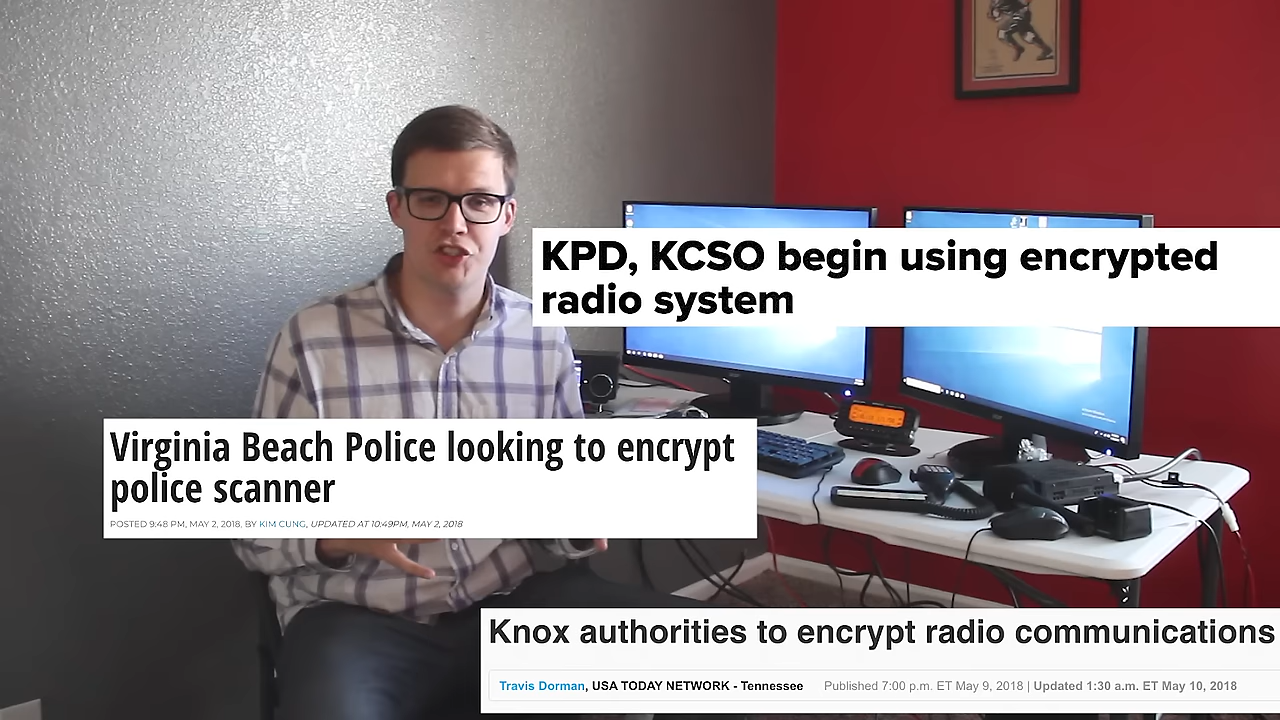 KPD, KCSO begin using encrypted
radio system
Virginia Beach Police looking to encrypt
police scanner
POSTED 9:48 PM, MAY 2, 2018, BY KIM CUNG, UPDATED AT 10:49PM, MAY 2, 2018
Knox authorities to encrypt radio communications
Travis Dorman, USA TODAY NETWORK - Tennessee Published 7:00 p.m. ET May 9, 2018 | Updated 1:30 a.m. ET May 10, 2018